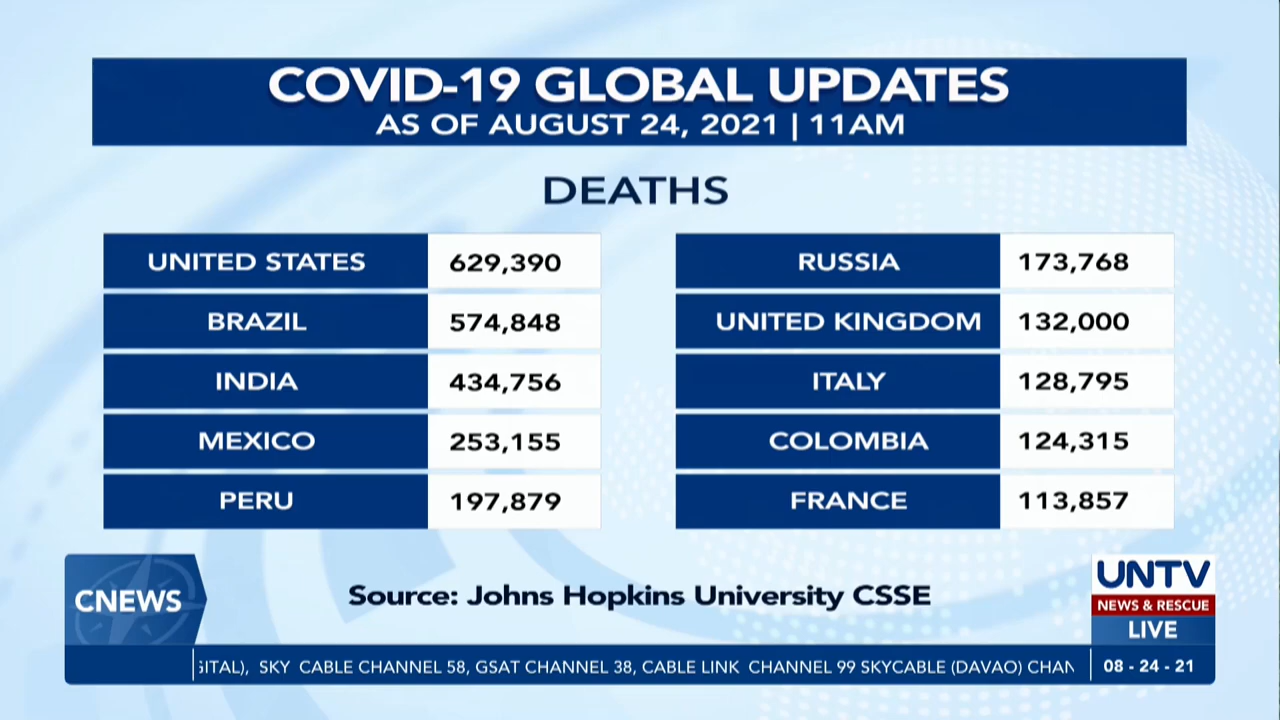 COVID-19 GLOBAL UPDATES
AS OF AUGUST 24, 2021 | 11AM
DEATHS
UNITED STATES 629,390
BRAZIL 574,848
INDIA 434,756
MEXICO 253,155
PERU 197,879
RUSSIA 173,768
UNITED KINGDOM 132,000
ITALY 128,795
COLOMBIA 124,315
FRANCE 113,857
CNEWS
Source: Johns Hopkins University CSSE
UNTV
NEWS & RESCUE
LIVE
GITAL), SKY CABLE CHANNEL 58, GSAT CHANNEL 38, CABLE LINK CHANNEL 99 SKYCABLE (DAVAO) CHAN
08 - 24 - 21